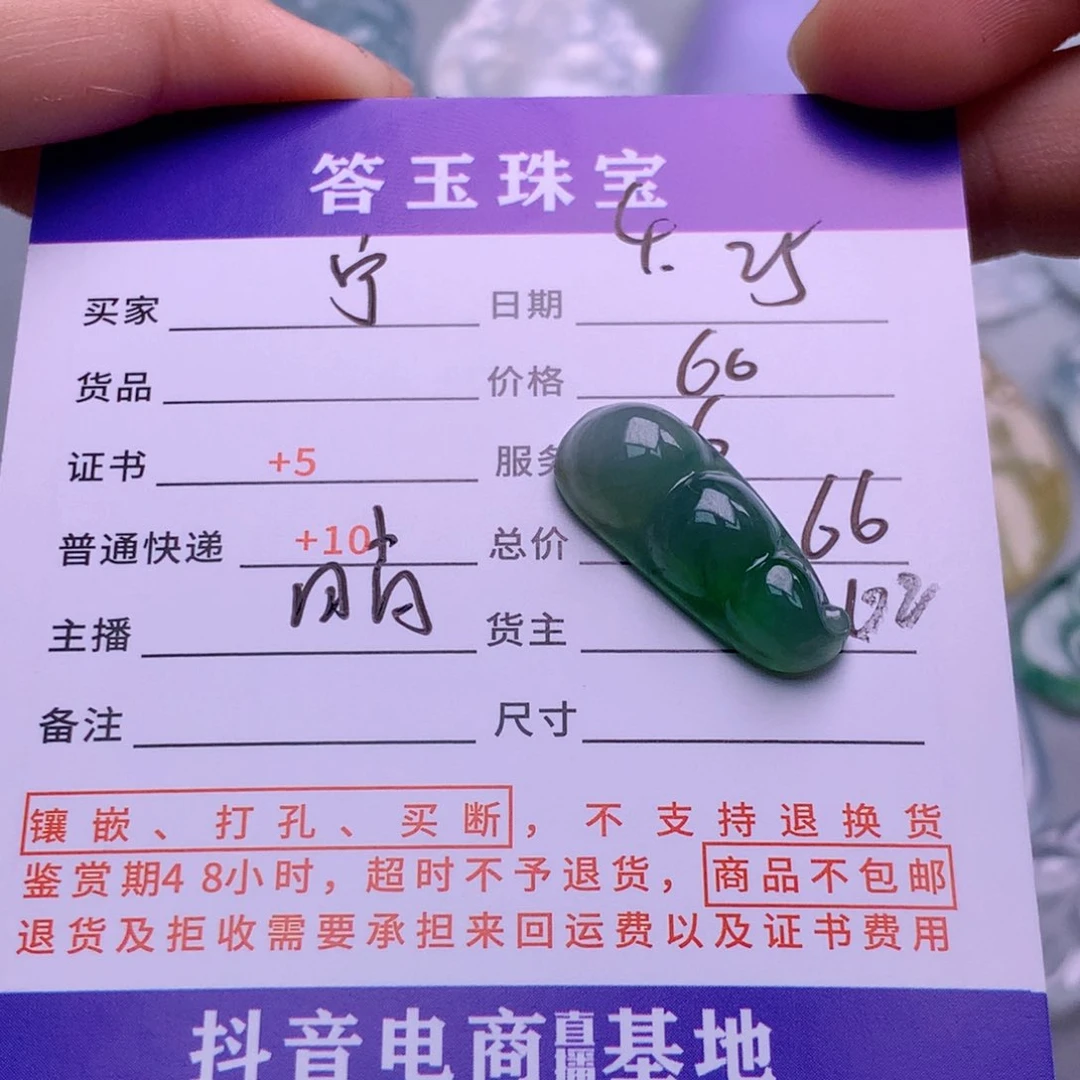 答玉珠宝
买家 宁 日期 4.25
货品 价格 660
证书 +5 服务
普通快递 +10 总价 66
主播 货主
备注 尺寸
镶嵌、打孔、买断，不支持退换货
鉴赏期48小时，超时不予退货，商品不包邮
退货及拒收需要承担来回运费以及证书费用
抖音电商直播基地